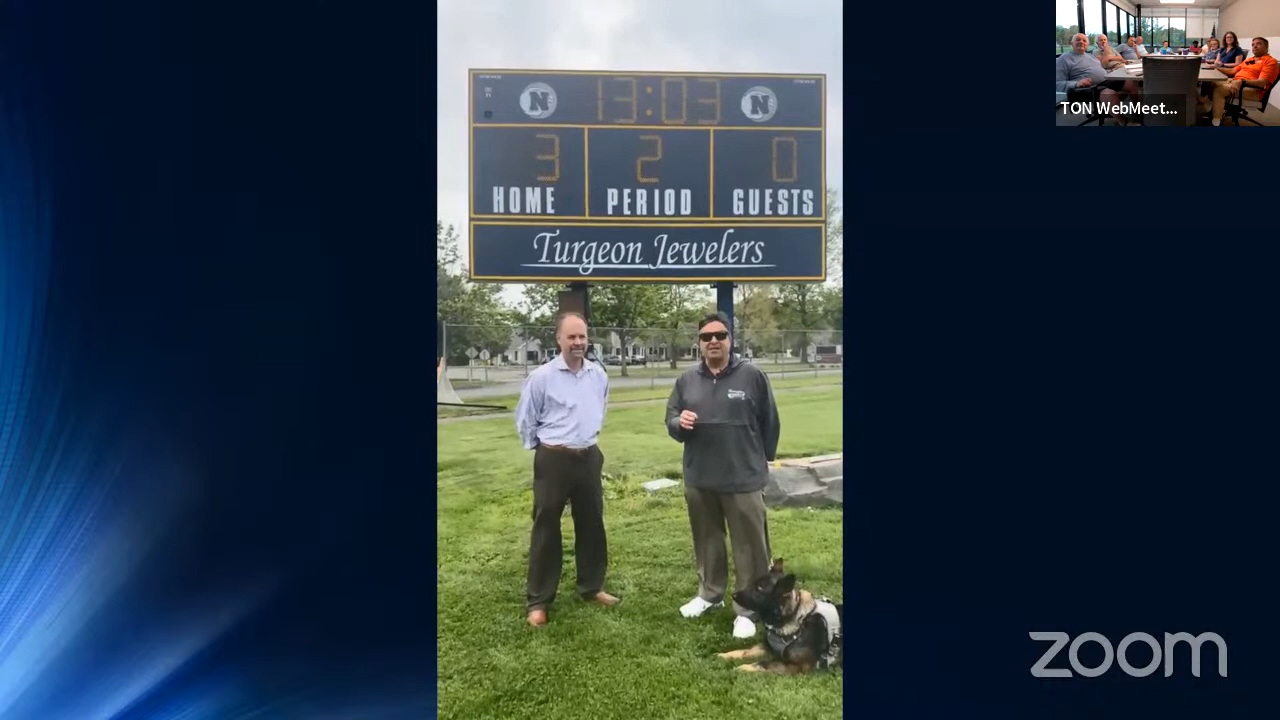 N
13:03
N
3
2
0
HOME
PERIOD
GUESTS
Turgeon Jewelers
TON WebMeet...
zoom